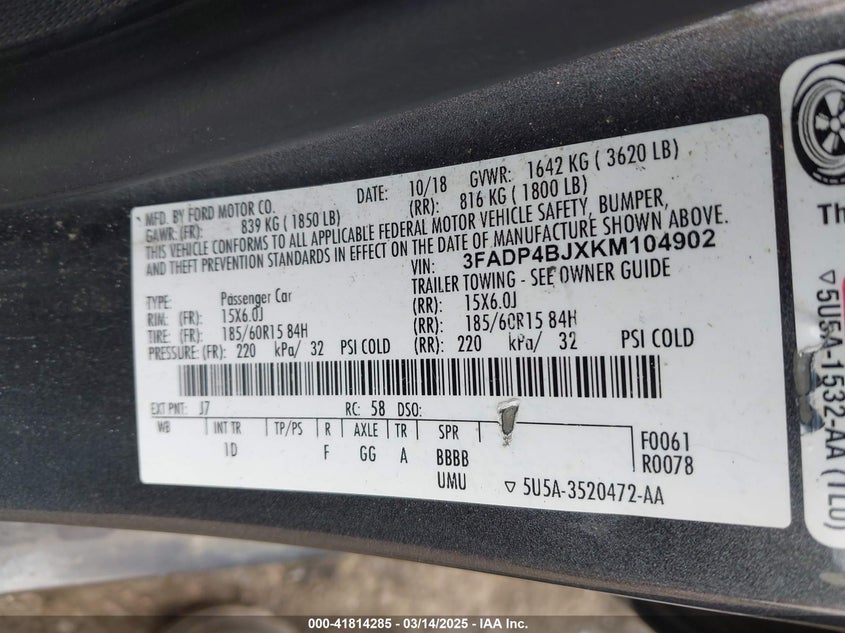 MFD. BY FORD MOTOR CO.
DATE: 10/18 GVWR: 1642 KG ( 3620 LB)
GAWR: (FR): 839 KG ( 1850 LB) (RR): 816 KG ( 1800 LB)
THIS VEHICLE CONFORMS TO ALL APPLICABLE FEDERAL MOTOR VEHICLE SAFETY, BUMPER,
AND THEFT PREVENTION STANDARDS IN EFFECT ON THE DATE OF MANUFACTURE SHOWN ABOVE.
VIN: 3FADP4BJXKM104902
TYPE: Passenger Car TRAILER TOWING - SEE OWNER GUIDE
RIM: (FR): 15X6.0J (RR): 15X6.0J
TIRE: (FR): 185/60R15 84H (RR): 185/60R15 84H
PRESSURE: (FR): 220 kPa/ 32 PSI COLD (RR): 220 kPa/ 32 PSI COLD
EXT PNT: J7 RC: 58 DSO:
WB INT TR TP/PS R AXLE TR SPR
1D F GG A BBBB
UMU
F0061
R0078
▽ 5U5A-3520472-AA
Th
▽5U5A-1532-AA (TL0)
000-41814285 - 03/14/2025 - IAA Inc.